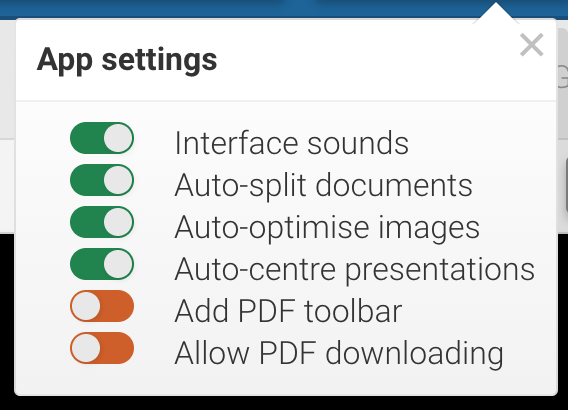 App settings
Interface sounds
Auto-split documents
Auto-optimise images
Auto-centre presentations
Add PDF toolbar
Allow PDF downloading